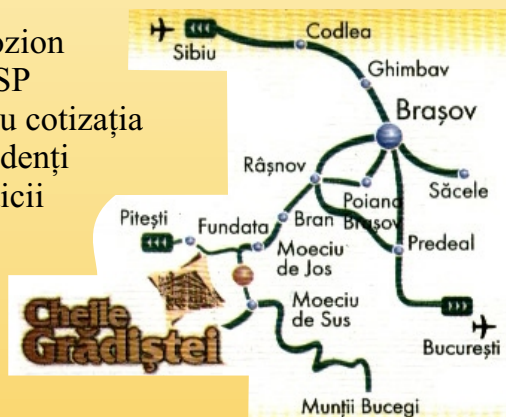 ozion
SP
u cotizația
denți
icii
Sibiu
Codlea
Ghimbav
Brașov
Râșnov
Poiana
Brașov
Săcele
Pitești
Fundata
Bran
Moeciu
de Jos
Predeal
Cheile
Grădiștei
Moeciu
de Sus
București
Munții Bucegi